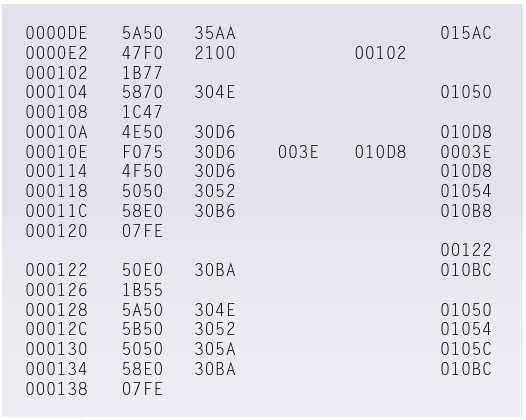 0000DE 5A50 35AA 015AC
0000E2 47F0 2100 00102
000102 1B77
000104 5870 304E 01050
000108 1C47
00010A 4E50 30D6 010D8
00010E F075 30D6 003E 010D8 0003E
000114 4F50 30D6 010D8
000118 5050 3052 01054
00011C 58E0 30B6 010B8
000120 07FE
00122
000122 50E0 30BA 010BC
000126 1B55
000128 5A50 304E 01050
00012C 5B50 3052 01054
000130 5050 305A 0105C
000134 58E0 30BA 010BC
000138 07FE